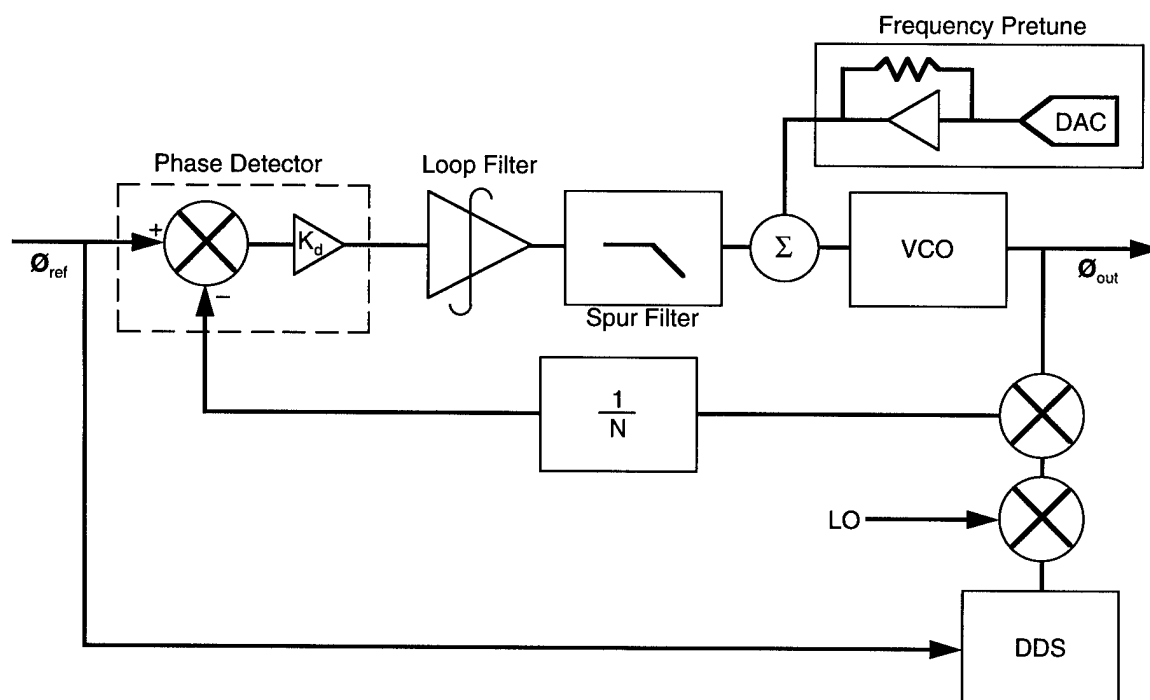 Frequency Pretune
DAC
Phase Detector
Loop Filter
+
K_d
Σ
VCO
Ø_ref
−
Ø_out
Spur Filter
1
N
LO
DDS